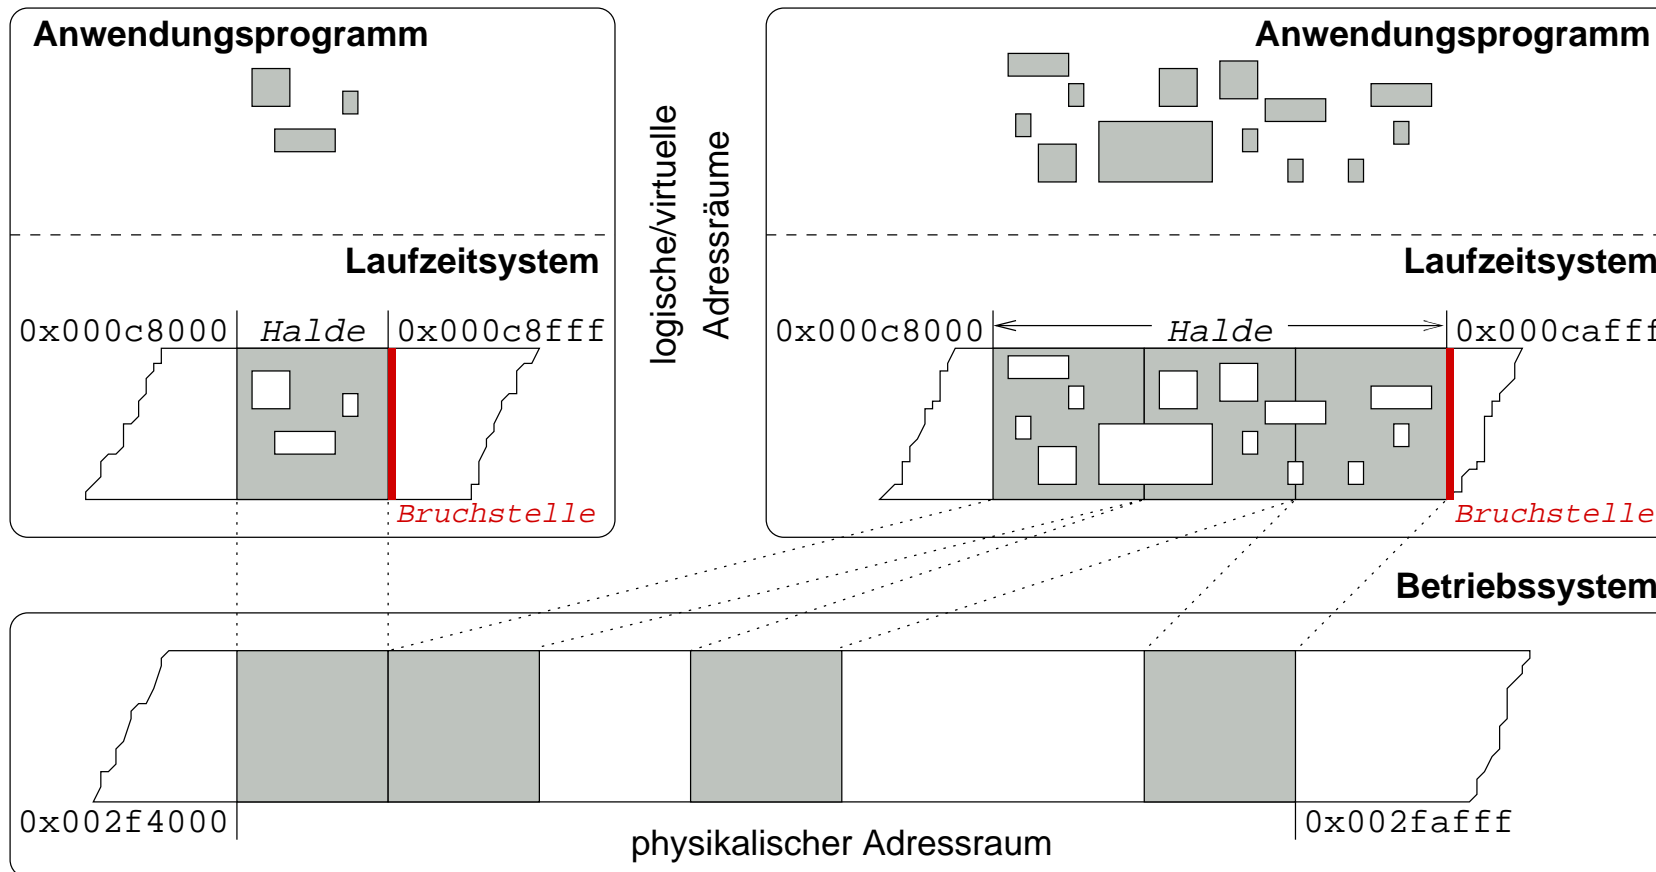 Anwendungsprogramm
Laufzeitsystem
0x000c8000
Halde
0x000c8fff
Bruchstelle
logische/virtuelle
Adressräume
Anwendungsprogramm
Laufzeitsystem
0x000c8000
Halde
0x000cafff
Bruchstelle
Betriebssystem
0x002f4000
0x002fafff
physikalischer Adressraum